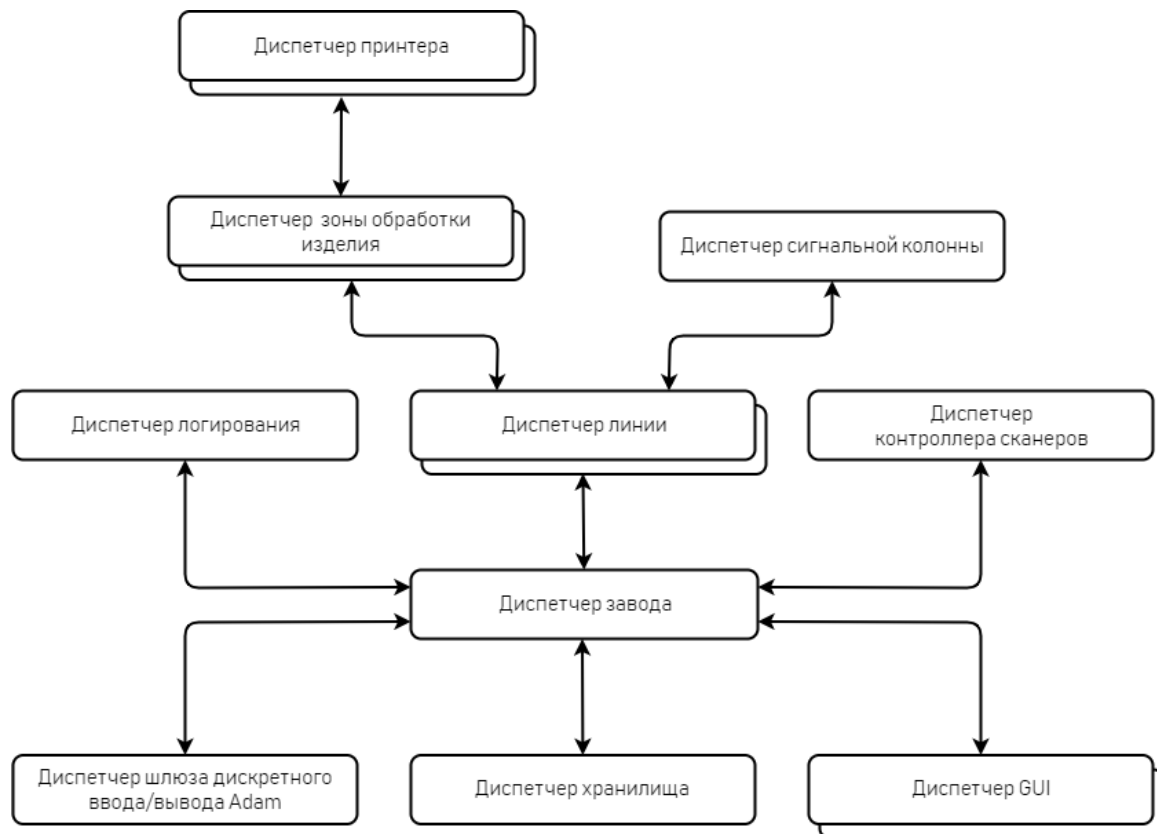 Диспетчер принтера
Диспетчер зоны обработки
изделия
Диспетчер сигнальной колонны
Диспетчер логирования
Диспетчер линии
Диспетчер
контроллера сканеров
Диспетчер завода
Диспетчер шлюза дискретного
ввода/вывода Adam
Диспетчер хранилища
Диспетчер GUI